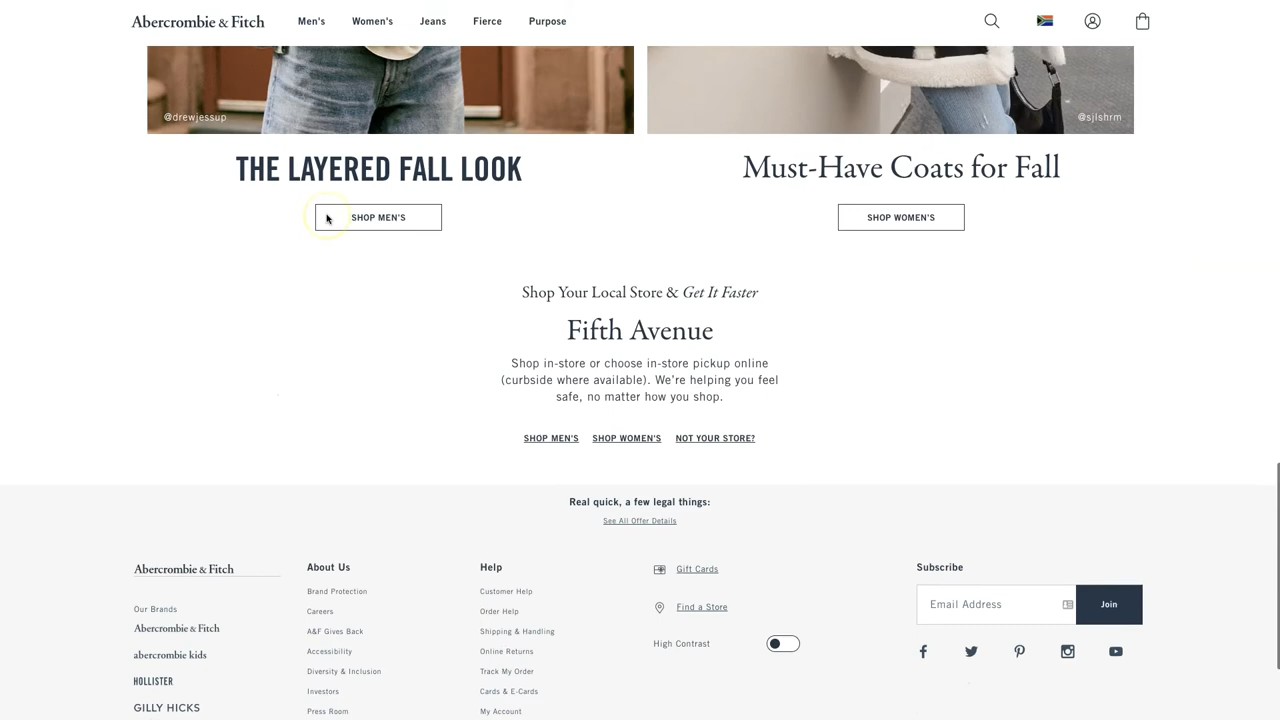 Abercrombie & Fitch
Men's
Women's
Jeans
Fierce
Purpose
@drewjessup
@sjlshrm
THE LAYERED FALL LOOK
SHOP MEN'S
Must-Have Coats for Fall
SHOP WOMEN'S
Shop Your Local Store & Get It Faster
Fifth Avenue
Shop in-store or choose in-store pickup online
(curbside where available). We're helping you feel
safe, no matter how you shop.
SHOP MEN'S
SHOP WOMEN'S
NOT YOUR STORE?
Real quick, a few legal things:
See All Offer Details
Abercrombie & Fitch
Our Brands
Abercrombie & Fitch
abercrombie kids
HOLLISTER
GILLY HICKS
About Us
Brand Protection
Careers
A&F Gives Back
Accessibility
Diversity & Inclusion
Investors
Press Room
Help
Customer Help
Order Help
Shipping & Handling
Online Returns
Track My Order
Cards & E-Cards
My Account
Gift Cards
Find a Store
High Contrast
Subscribe
Email Address
Join